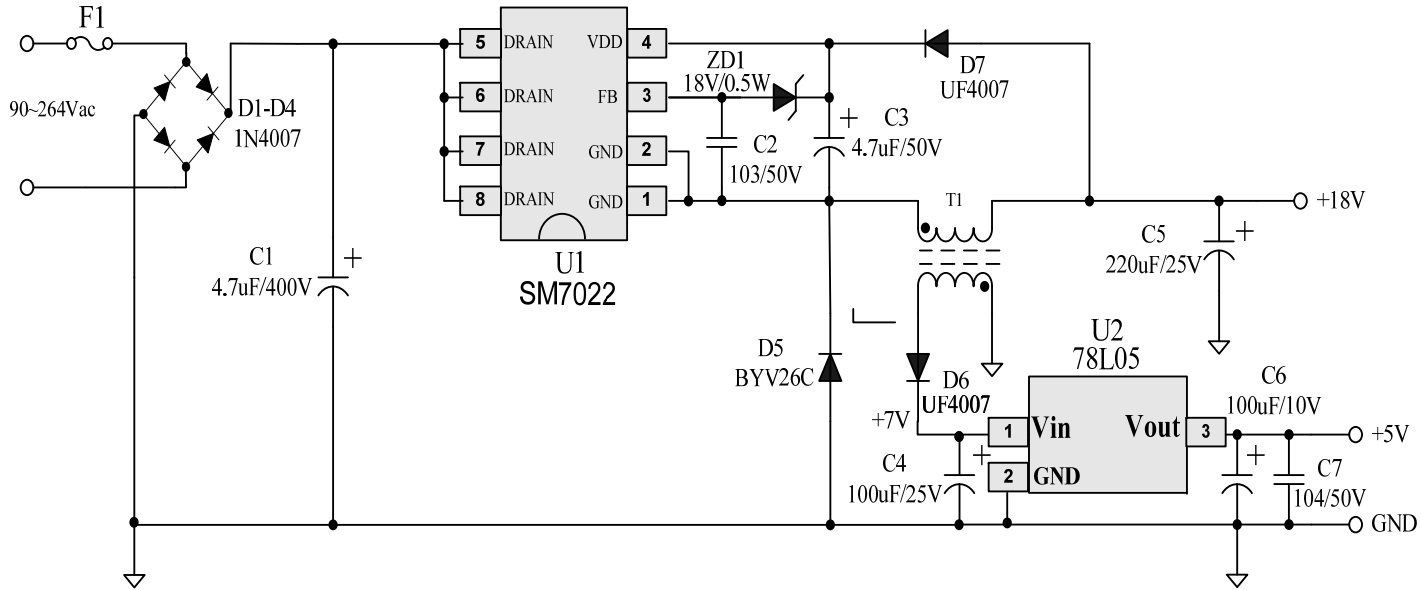 F1
90~264Vac
D1-D4
1N4007
C1
4.7uF/400V
5 DRAIN VDD 4
6 DRAIN FB 3
7 DRAIN GND 2
8 DRAIN GND 1
U1
SM7022
ZD1
18V/0.5W
C2
103/50V
C3
4.7uF/50V
D7
UF4007
T1
+18V
C5
220uF/25V
D5
BYV26C
D6
UF4007
+7V
C4
100uF/25V
U2
78L05
1 Vin Vout 3
2 GND
C6
100uF/10V
+5V
C7
104/50V
GND